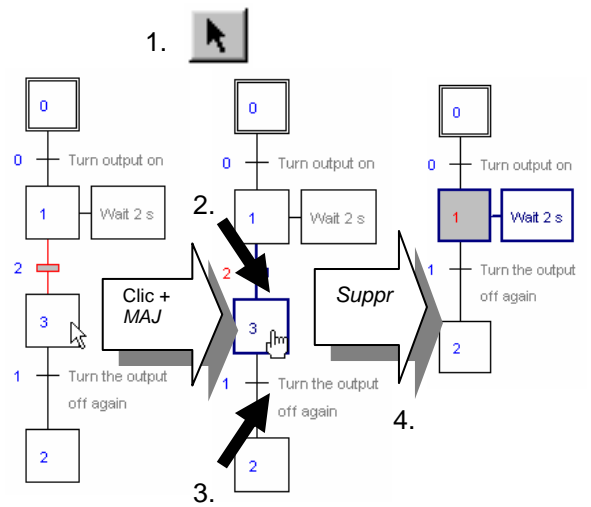 1.
0
0 Turn output on
1 Wait 2 s
2
3
1 Turn the output
off again
2
Clic +
MAJ
0
0 Turn output on
2.
1 Wait 2 s
2
3
1 Turn the output
off again
2
3.
Suppr
0
0 Turn output on
1 Wait 2 s
1 Turn the output
off again
2
4.